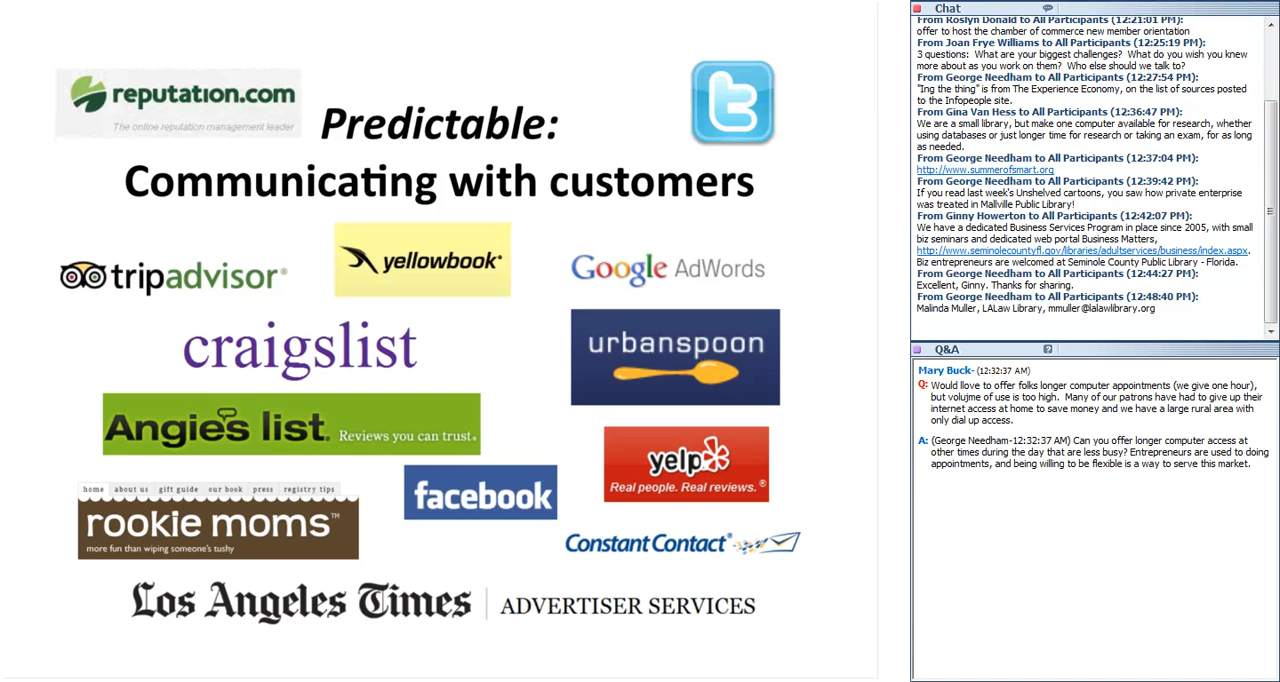 reputation.com
The online reputation management leader
Predictable:
Communicating with customers
tripadvisor®
yellowbook®
Google AdWords
craigslist
urbanspoon
Angie's list. Reviews you can trust.
yelp
Real people. Real reviews.®
facebook
home about us gift guide our book press registry tips
rookie moms™
more fun than wiping someone's tushy
Constant Contact®
Los Angeles Times | ADVERTISER SERVICES
Chat
From Roslyn Donald to All Participants (12:21:01 PM):
offer to host the chamber of commerce new member orientation
From Joan Frye Williams to All Participants (12:25:19 PM):
3 questions: What are your biggest challenges? What do you wish you knew
more about as you work on them? Who else should we talk to?
From George Needham to All Participants (12:27:54 PM):
"Ing the thing" is from The Experience Economy, on the list of sources posted
to the Infopeople site.
From Gina Van Hess to All Participants (12:36:47 PM):
We are a small library, but make one computer available for research, whether
using databases or just longer time for research or taking an exam, for as long
as needed.
From George Needham to All Participants (12:37:04 PM):
http://www.summerofsmart.org
From George Needham to All Participants (12:39:42 PM):
If you read last week's Unshelved cartoons, you saw how private enterprise
was treated in Mallville Public Library!
From Ginny Howerton to All Participants (12:42:07 PM):
We have a dedicated Business Services Program in place since 2005, with small
biz seminars and dedicated web portal Business Matters,
http://www.seminolecountyfl.gov/libraries/adultservices/business/index.aspx.
Biz entrepreneurs are welcomed at Seminole County Public Library - Florida.
From George Needham to All Participants (12:44:27 PM):
Excellent, Ginny. Thanks for sharing.
From George Needham to All Participants (12:48:40 PM):
Malinda Muller, LALaw Library, mmuller@lalawlibrary.org
Q&A
Mary Buck- (12:32:37 AM)
Q: Would llove to offer folks longer computer appointments (we give one hour),
but volujme of use is too high. Many of our patrons have had to give up their
internet access at home to save money and we have a large rural area with
only dial up access.
A: (George Needham-12:32:37 AM) Can you offer longer computer access at
other times during the day that are less busy? Entrepreneurs are used to doing
appointments, and being willing to be flexible is a way to serve this market.